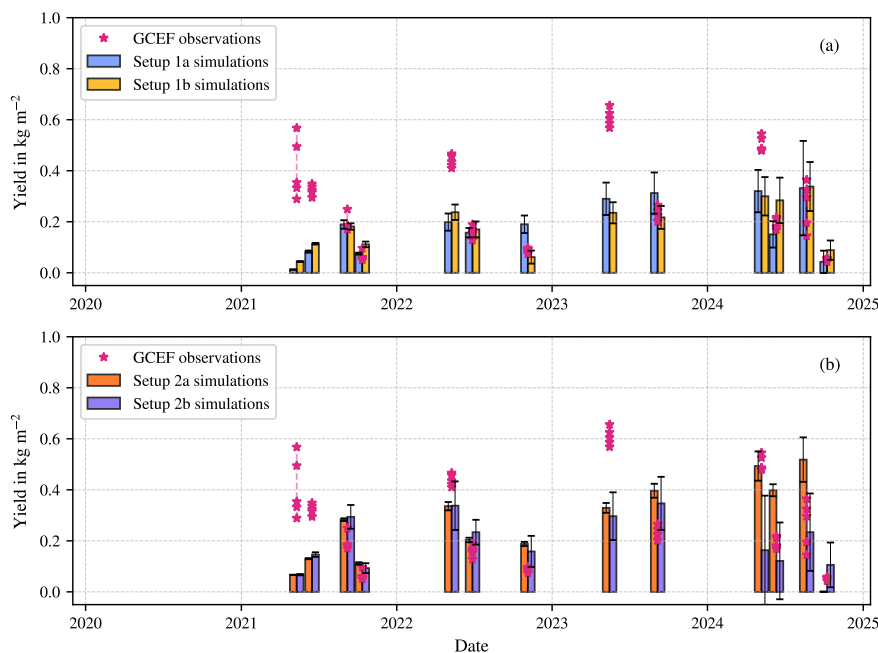 1.0
0.8
0.6
0.4
0.2
0.0
Yield in kg m−2
GCEF observations
Setup 1a simulations
Setup 1b simulations
(a)
2020 2021 2022 2023 2024 2025
1.0
0.8
0.6
0.4
0.2
0.0
Yield in kg m−2
GCEF observations
Setup 2a simulations
Setup 2b simulations
(b)
2020 2021 2022 2023 2024 2025
Date